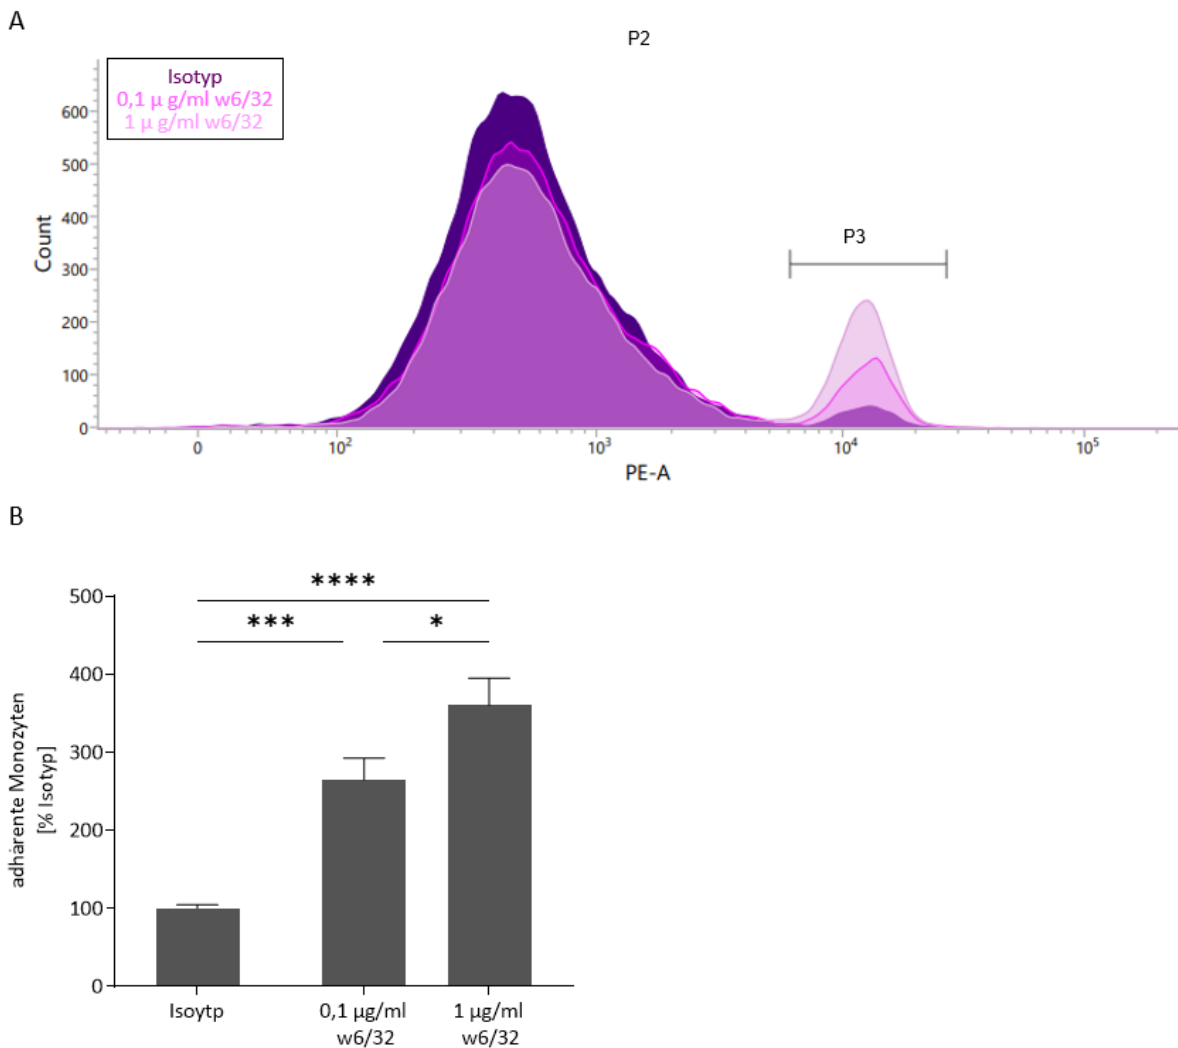 A
P2
Isotyp
0,1 µ g/ml w6/32
1 µ g/ml w6/32
600
500
400
300
200
100
0
Count
P3
0
10²
10³
10⁴
10⁵
PE-A
B
500
400
300
200
100
0
adhärente Monozyten
[% Isotyp]
****
***
*
Isoytp
0,1 µg/ml
w6/32
1 µg/ml
w6/32